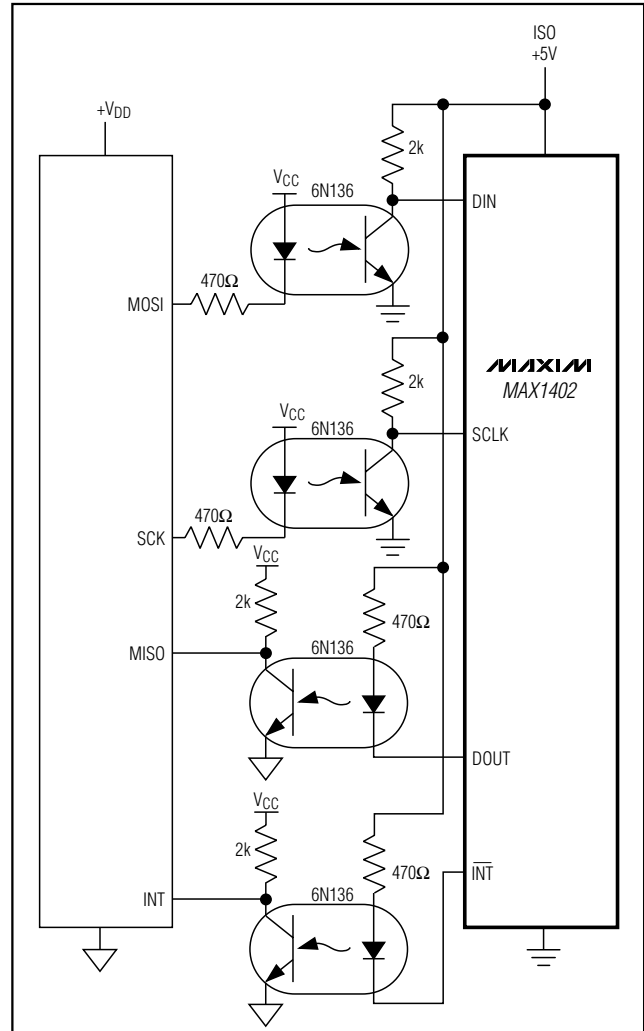 ISO
+5V
+VDD
2k
VCC
6N136
DIN
470Ω
MOSI
MAXIM
MAX1402
2k
VCC
6N136
SCLK
470Ω
SCK
VCC
2k
470Ω
6N136
MISO
DOUT
VCC
2k
470Ω
INT
6N136
INT